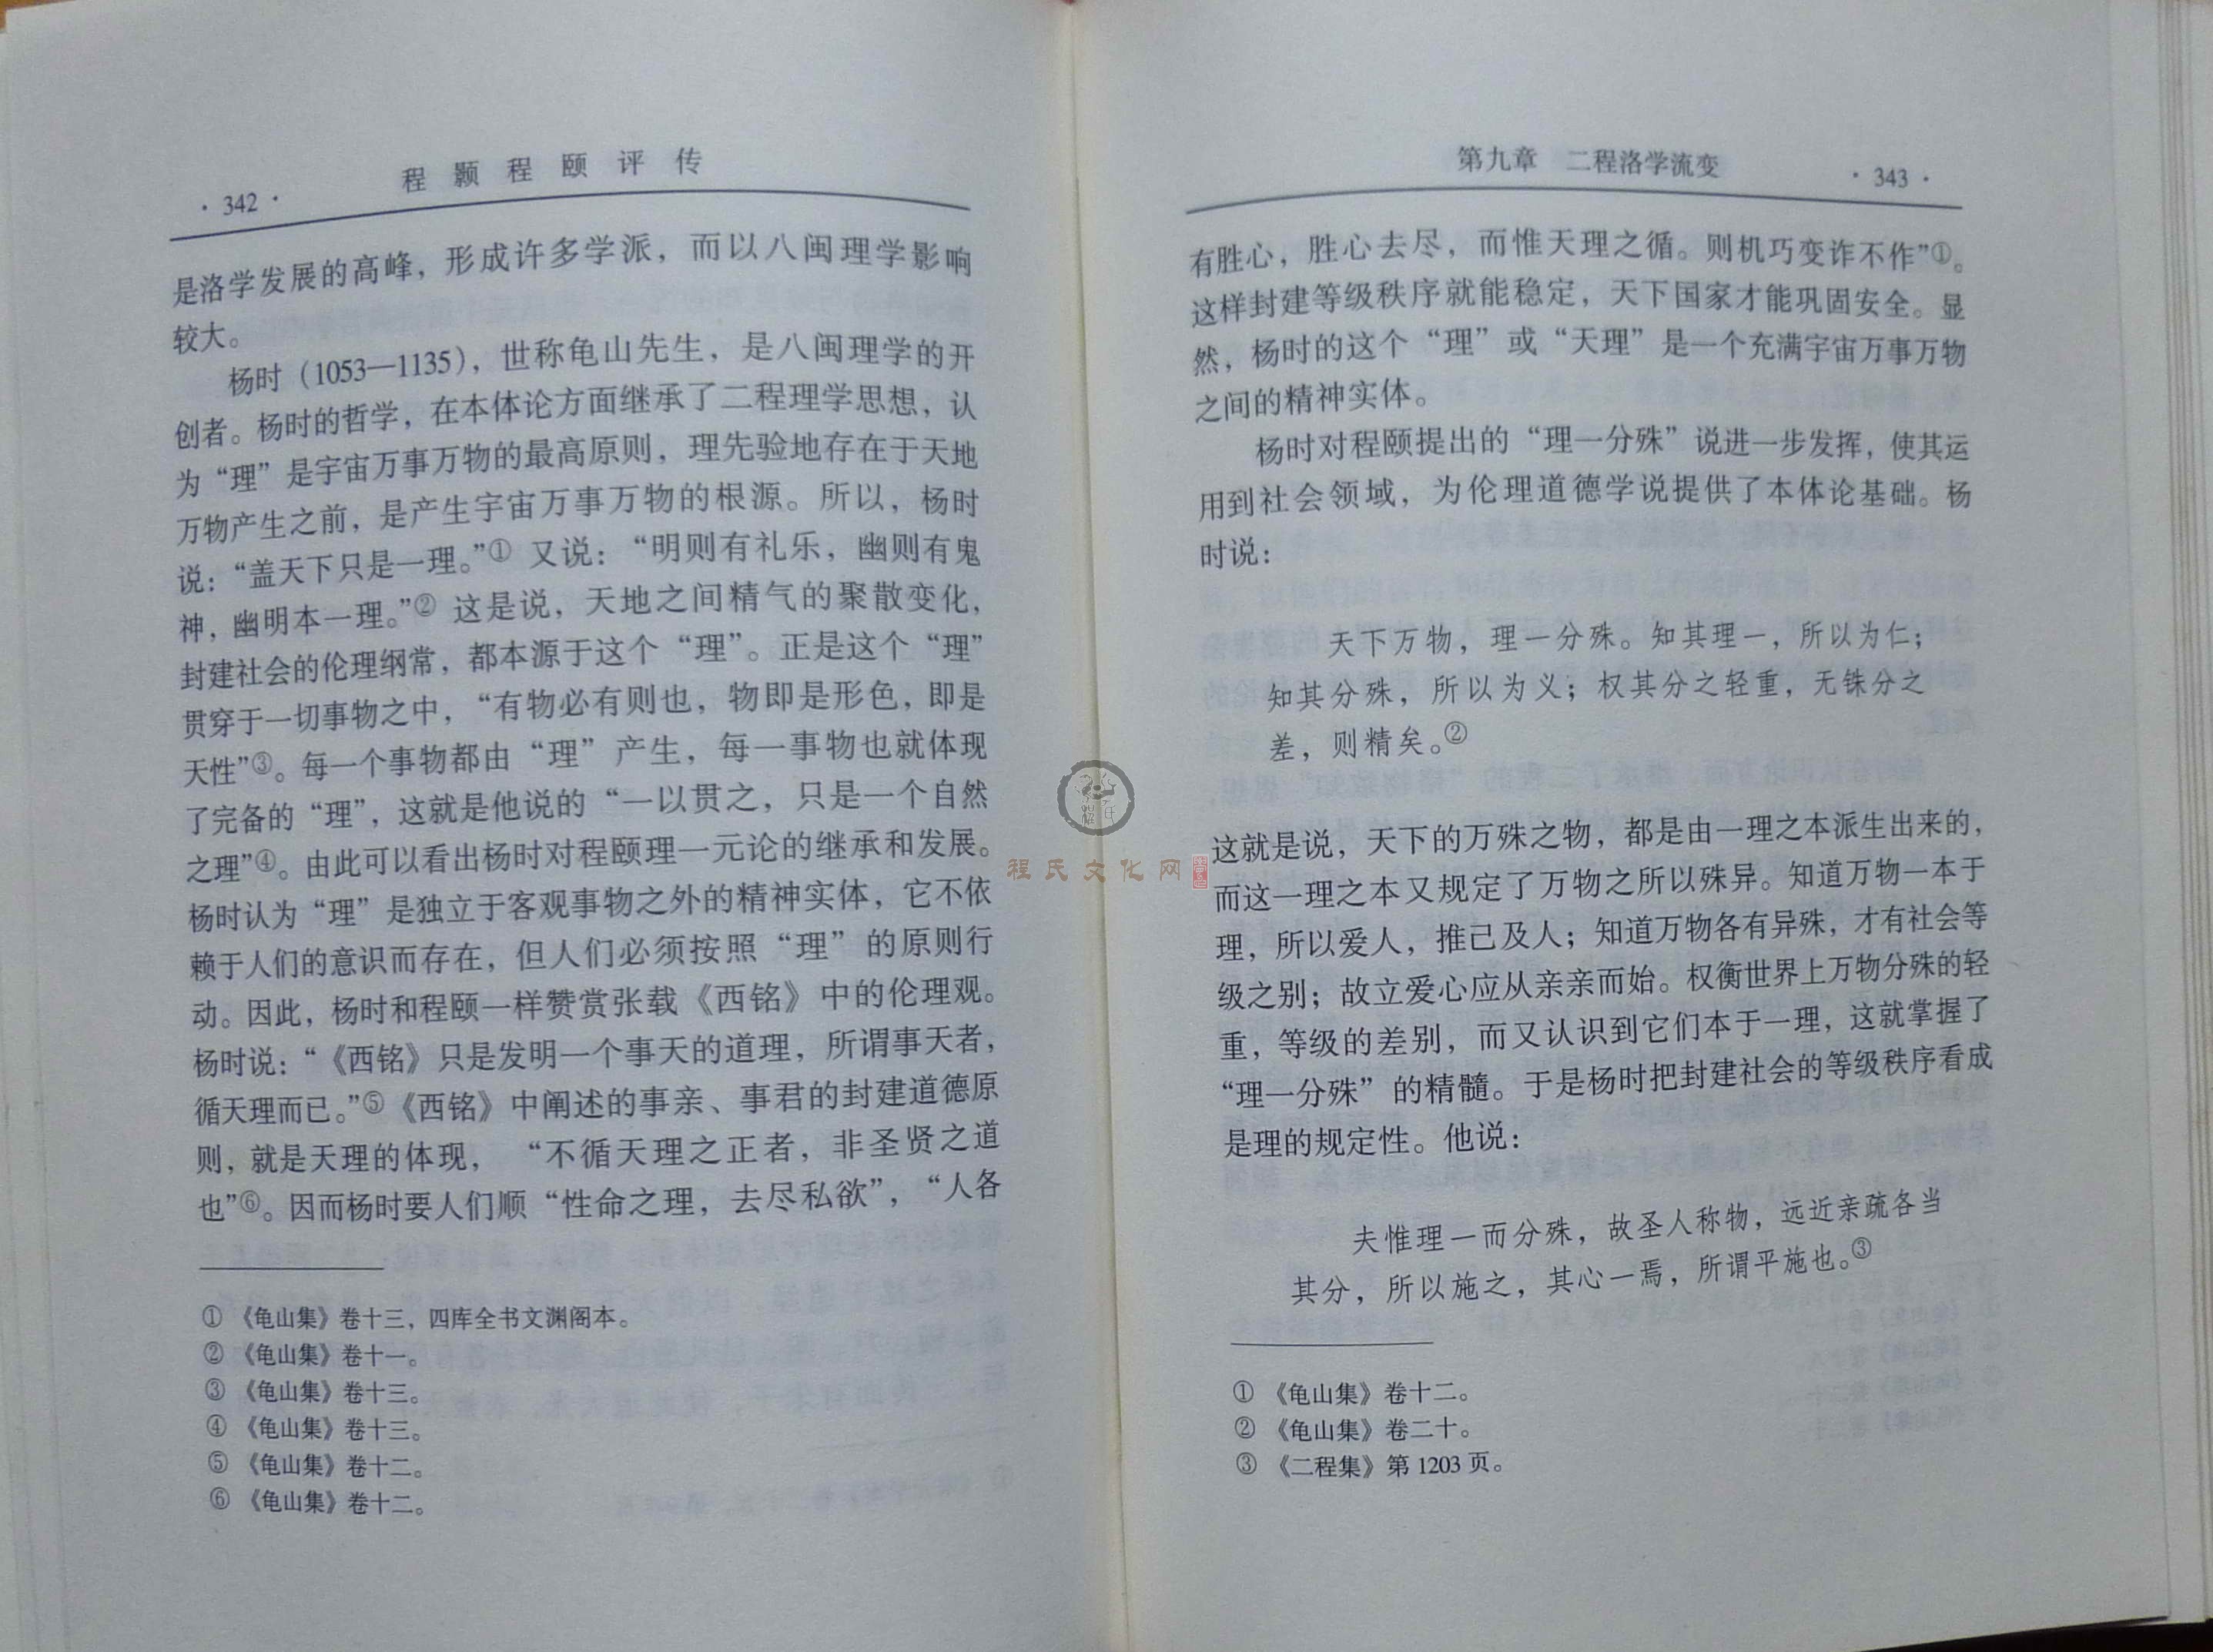 · 342 ·
程颢程颐评传
是洛学发展的高峰，形成许多学派，而以八闽理学影响
较大。
杨时（1053—1135），世称龟山先生，是八闽理学的开
创者。杨时的哲学，在本体论方面继承了二程理学思想，认
为“理”是宇宙万事万物的最高原则，理先验地存在于天地
万物产生之前，是产生宇宙万事万物的根源。所以，杨时
说：“盖天下只是一理。”① 又说：“明则有礼乐，幽则有鬼
神，幽明本一理。”② 这是说，天地之间精气的聚散变化，
封建社会的伦理纲常，都本源于这个“理”。正是这个“理”
贯穿于一切事物之中，“有物必有则也，物即是形色，即是
天性”③。每一个事物都由“理”产生，每一事物也就体现
了完备的“理”，这就是他说的“一以贯之，只是一个自然
之理”④。由此可以看出杨时对程颐理一元论的继承和发展。
杨时认为“理”是独立于客观事物之外的精神实体，它不依
赖于人们的意识而存在，但人们必须按照“理”的原则行
动。因此，杨时和程颐一样赞赏张载《西铭》中的伦理观。
杨时说：“《西铭》只是发明一个事天的道理，所谓事天者，
循天理而已。”⑤《西铭》中阐述的事亲、事君的封建道德原
则，就是天理的体现，“不循天理之正者，非圣贤之道
也”⑥。因而杨时要人们顺“性命之理，去尽私欲”，“人各
① 《龟山集》卷十三，四库全书文渊阁本。
② 《龟山集》卷十一。
③ 《龟山集》卷十三。
④ 《龟山集》卷十三。
⑤ 《龟山集》卷十二。
⑥ 《龟山集》卷十二。
第九章 二程洛学流变
· 343 ·
有胜心，胜心去尽，而惟天理之循。则机巧变诈不作”①。
这样封建等级秩序就能稳定，天下国家才能巩固安全。显
然，杨时的这个“理”或“天理”是一个充满宇宙万事万物
之间的精神实体。
杨时对程颐提出的“理一分殊”说进一步发挥，使其运
用到社会领域，为伦理道德学说提供了本体论基础。杨
时说：
天下万物，理一分殊。知其理一，所以为仁；
知其分殊，所以为义；权其分之轻重，无铢分之
差，则精矣。②
这就是说，天下的万殊之物，都是由一理之本派生出来的，
而这一理之本又规定了万物之所以殊异。知道万物一本于
理，所以爱人，推己及人；知道万物各有异殊，才有社会等
级之别；故立爱心应从亲亲而始。权衡世界上万物分殊的轻
重，等级的差别，而又认识到它们本于一理，这就掌握了
“理一分殊”的精髓。于是杨时把封建社会的等级秩序看成
是理的规定性。他说：
夫惟理一而分殊，故圣人称物，远近亲疏各当
其分，所以施之，其心一焉，所谓平施也。③
① 《龟山集》卷十二。
② 《龟山集》卷二十。
③ 《二程集》第1203页。
程氏文化网